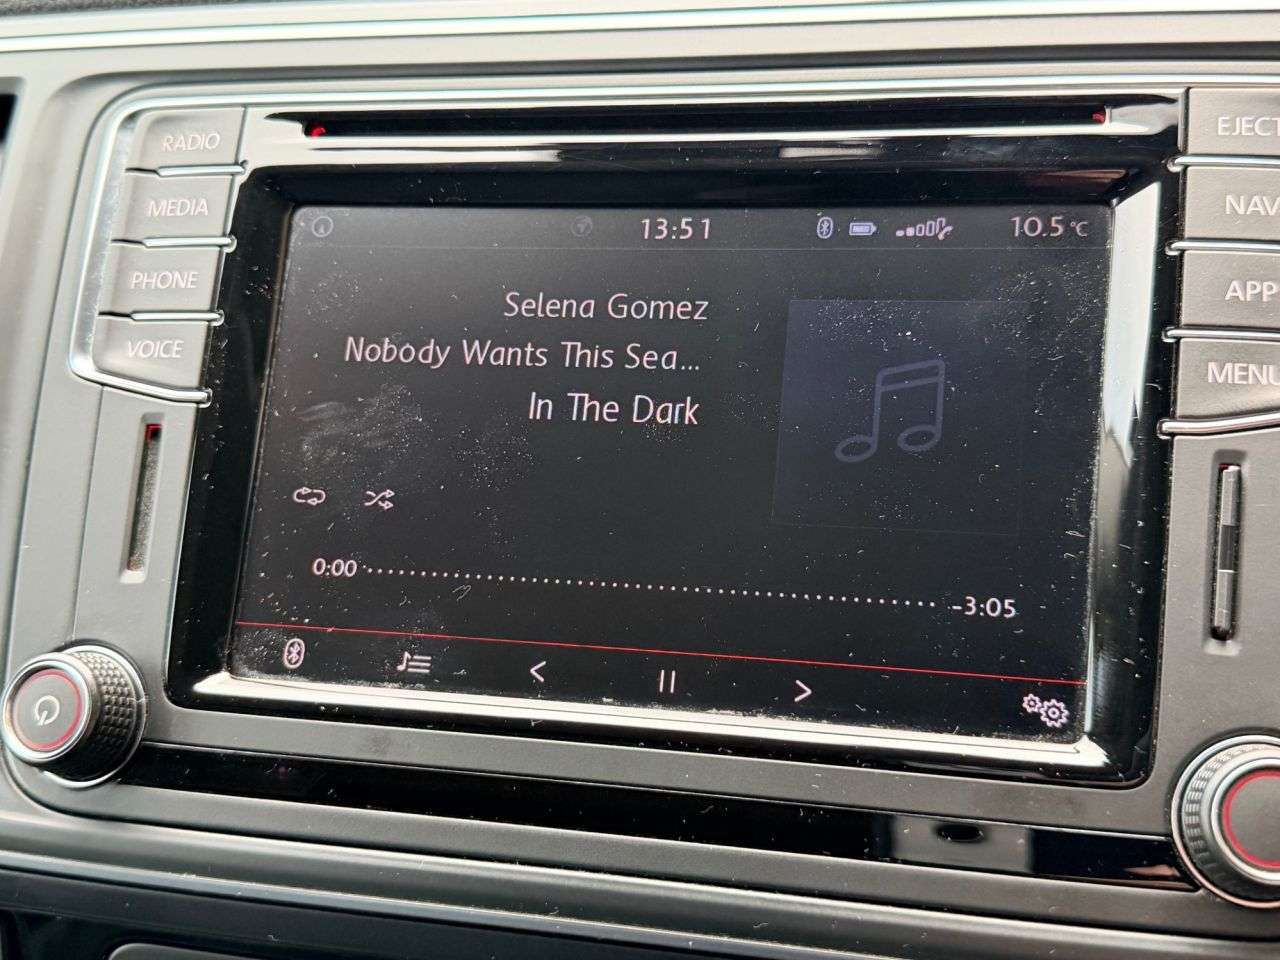 RADIO
MEDIA
PHONE
VOICE
13:51
10.5 °C
Selena Gomez
Nobody Wants This Sea...
In The Dark
0:00
-3:05
EJECT
NAV
APP
MENU